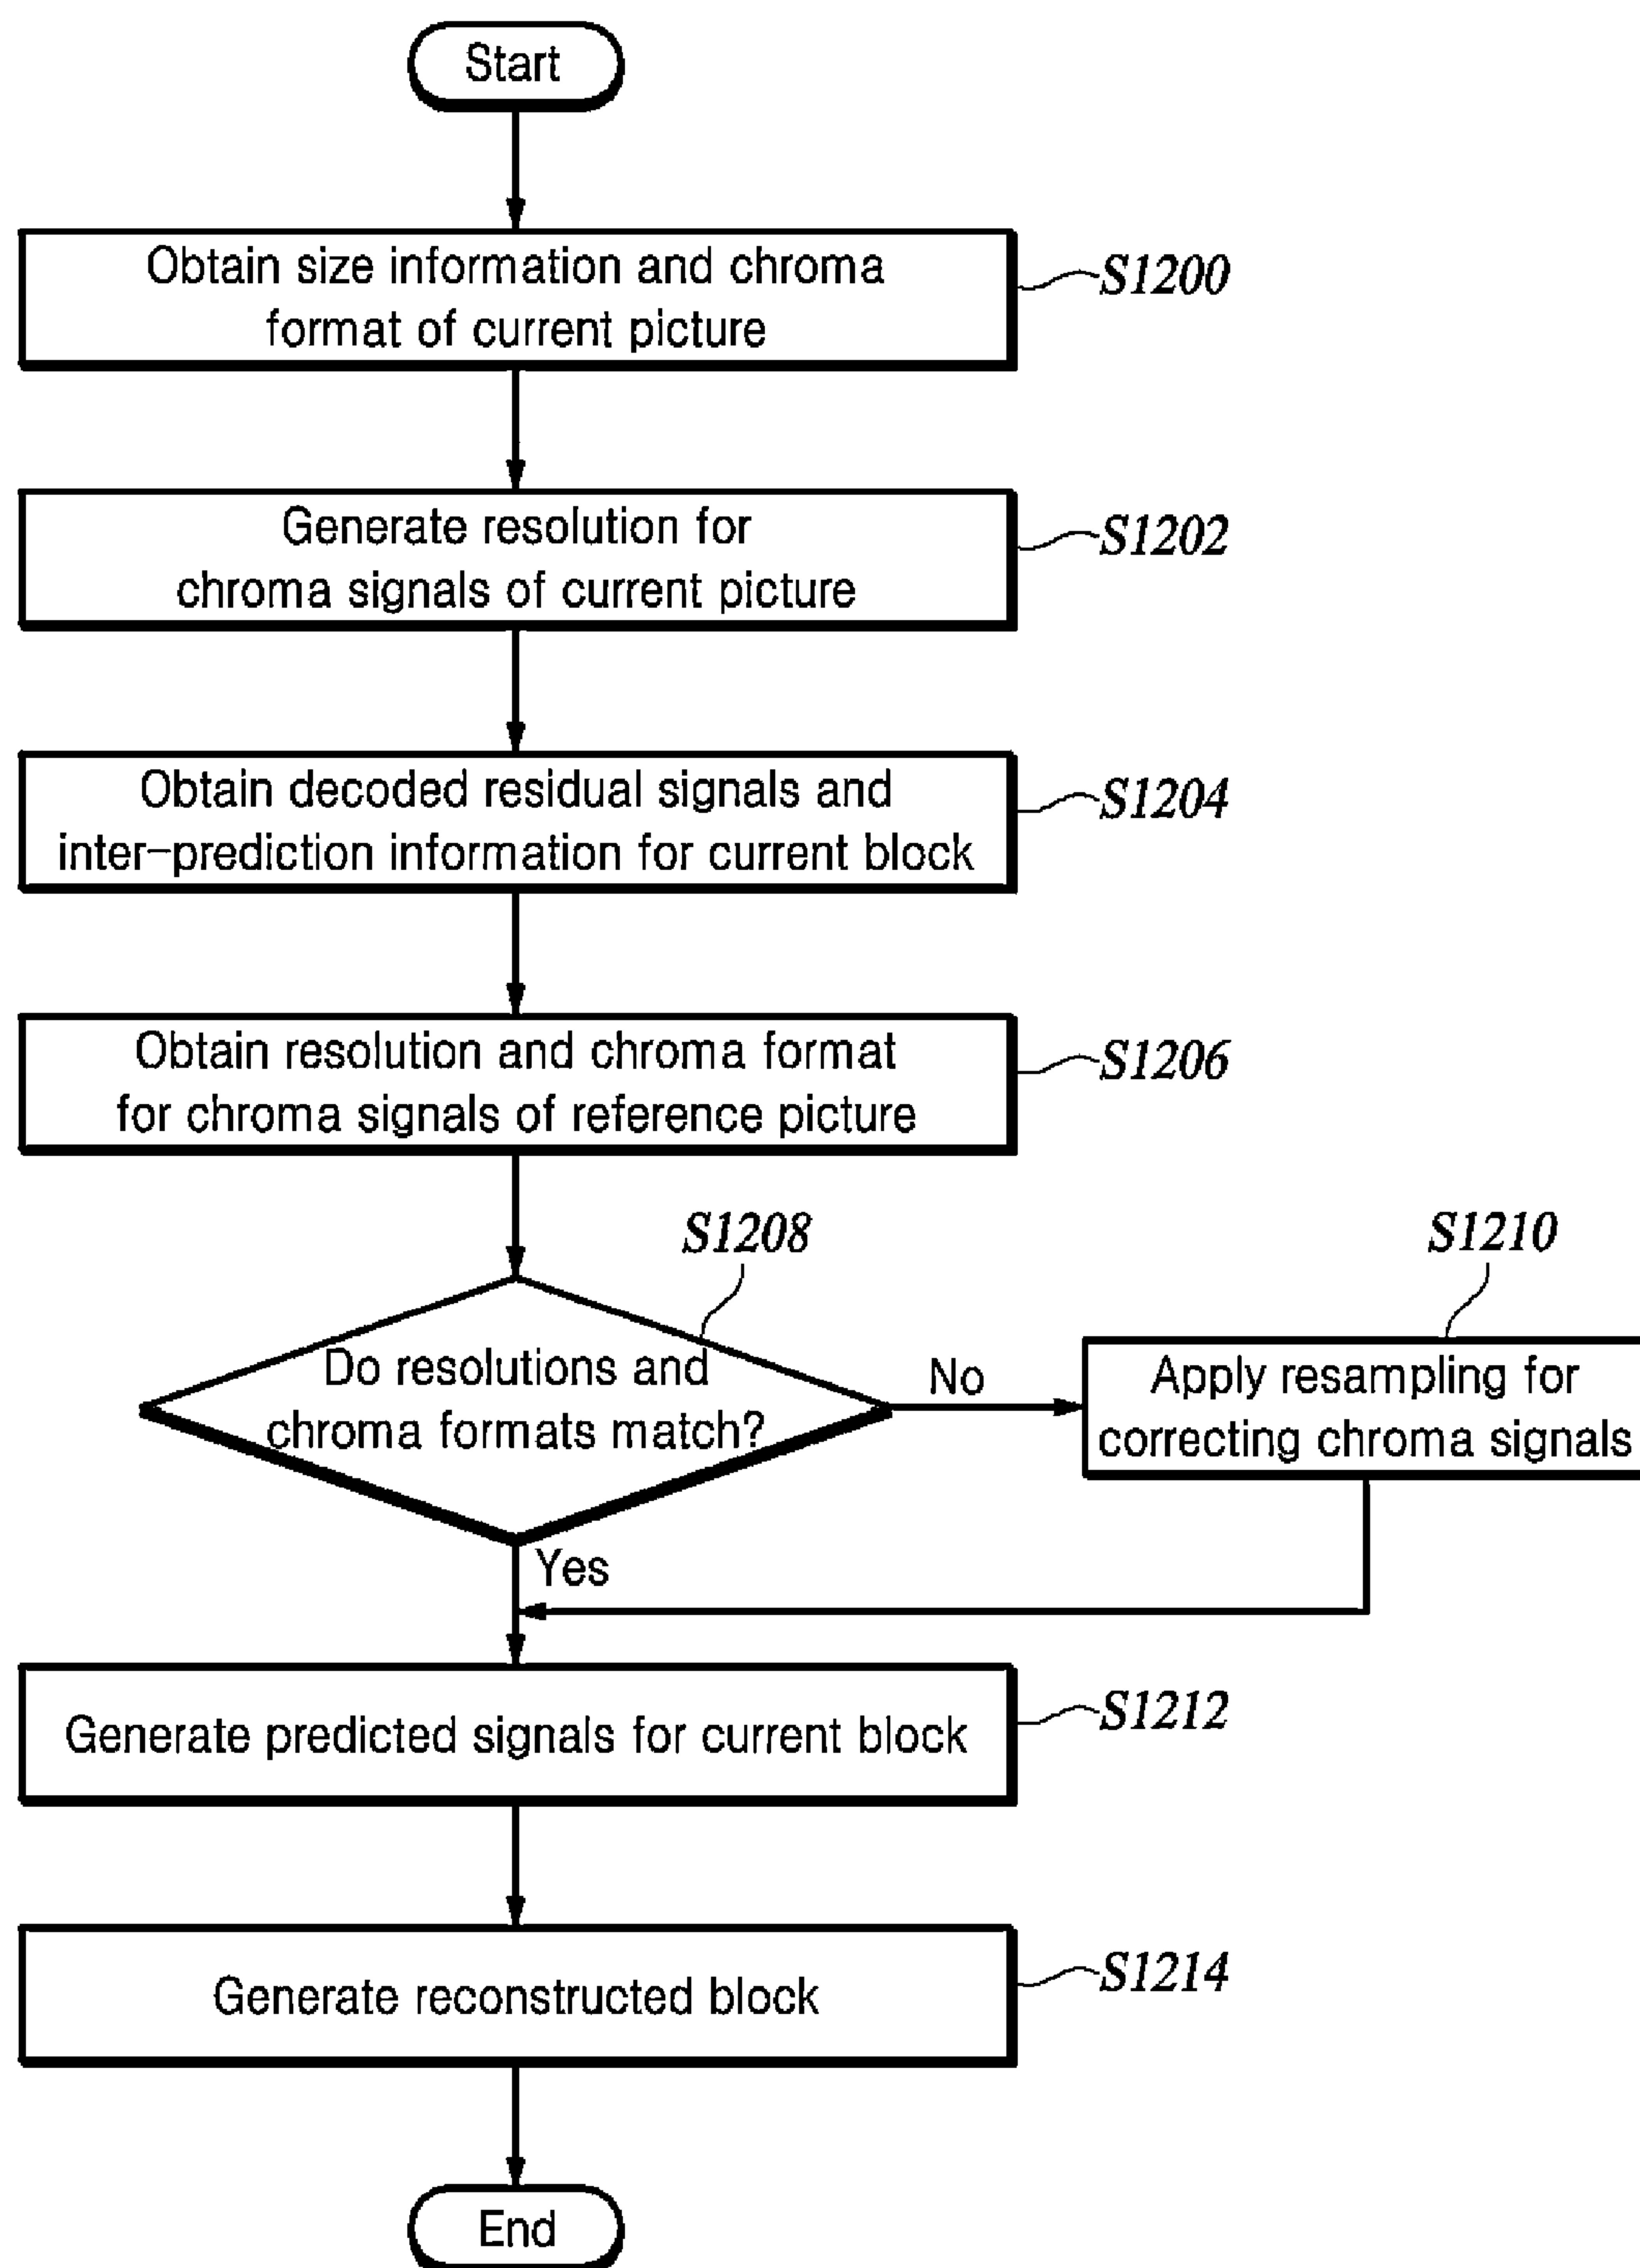 Start
Obtain size information and chroma
format of current picture
S1200
Generate resolution for
chroma signals of current picture
S1202
Obtain decoded residual signals and
inter-prediction information for current block
S1204
Obtain resolution and chroma format
for chroma signals of reference picture
S1206
S1208
Do resolutions and
chroma formats match?
No
S1210
Apply resampling for
correcting chroma signals
Yes
Generate predicted signals for current block
S1212
Generate reconstructed block
S1214
End